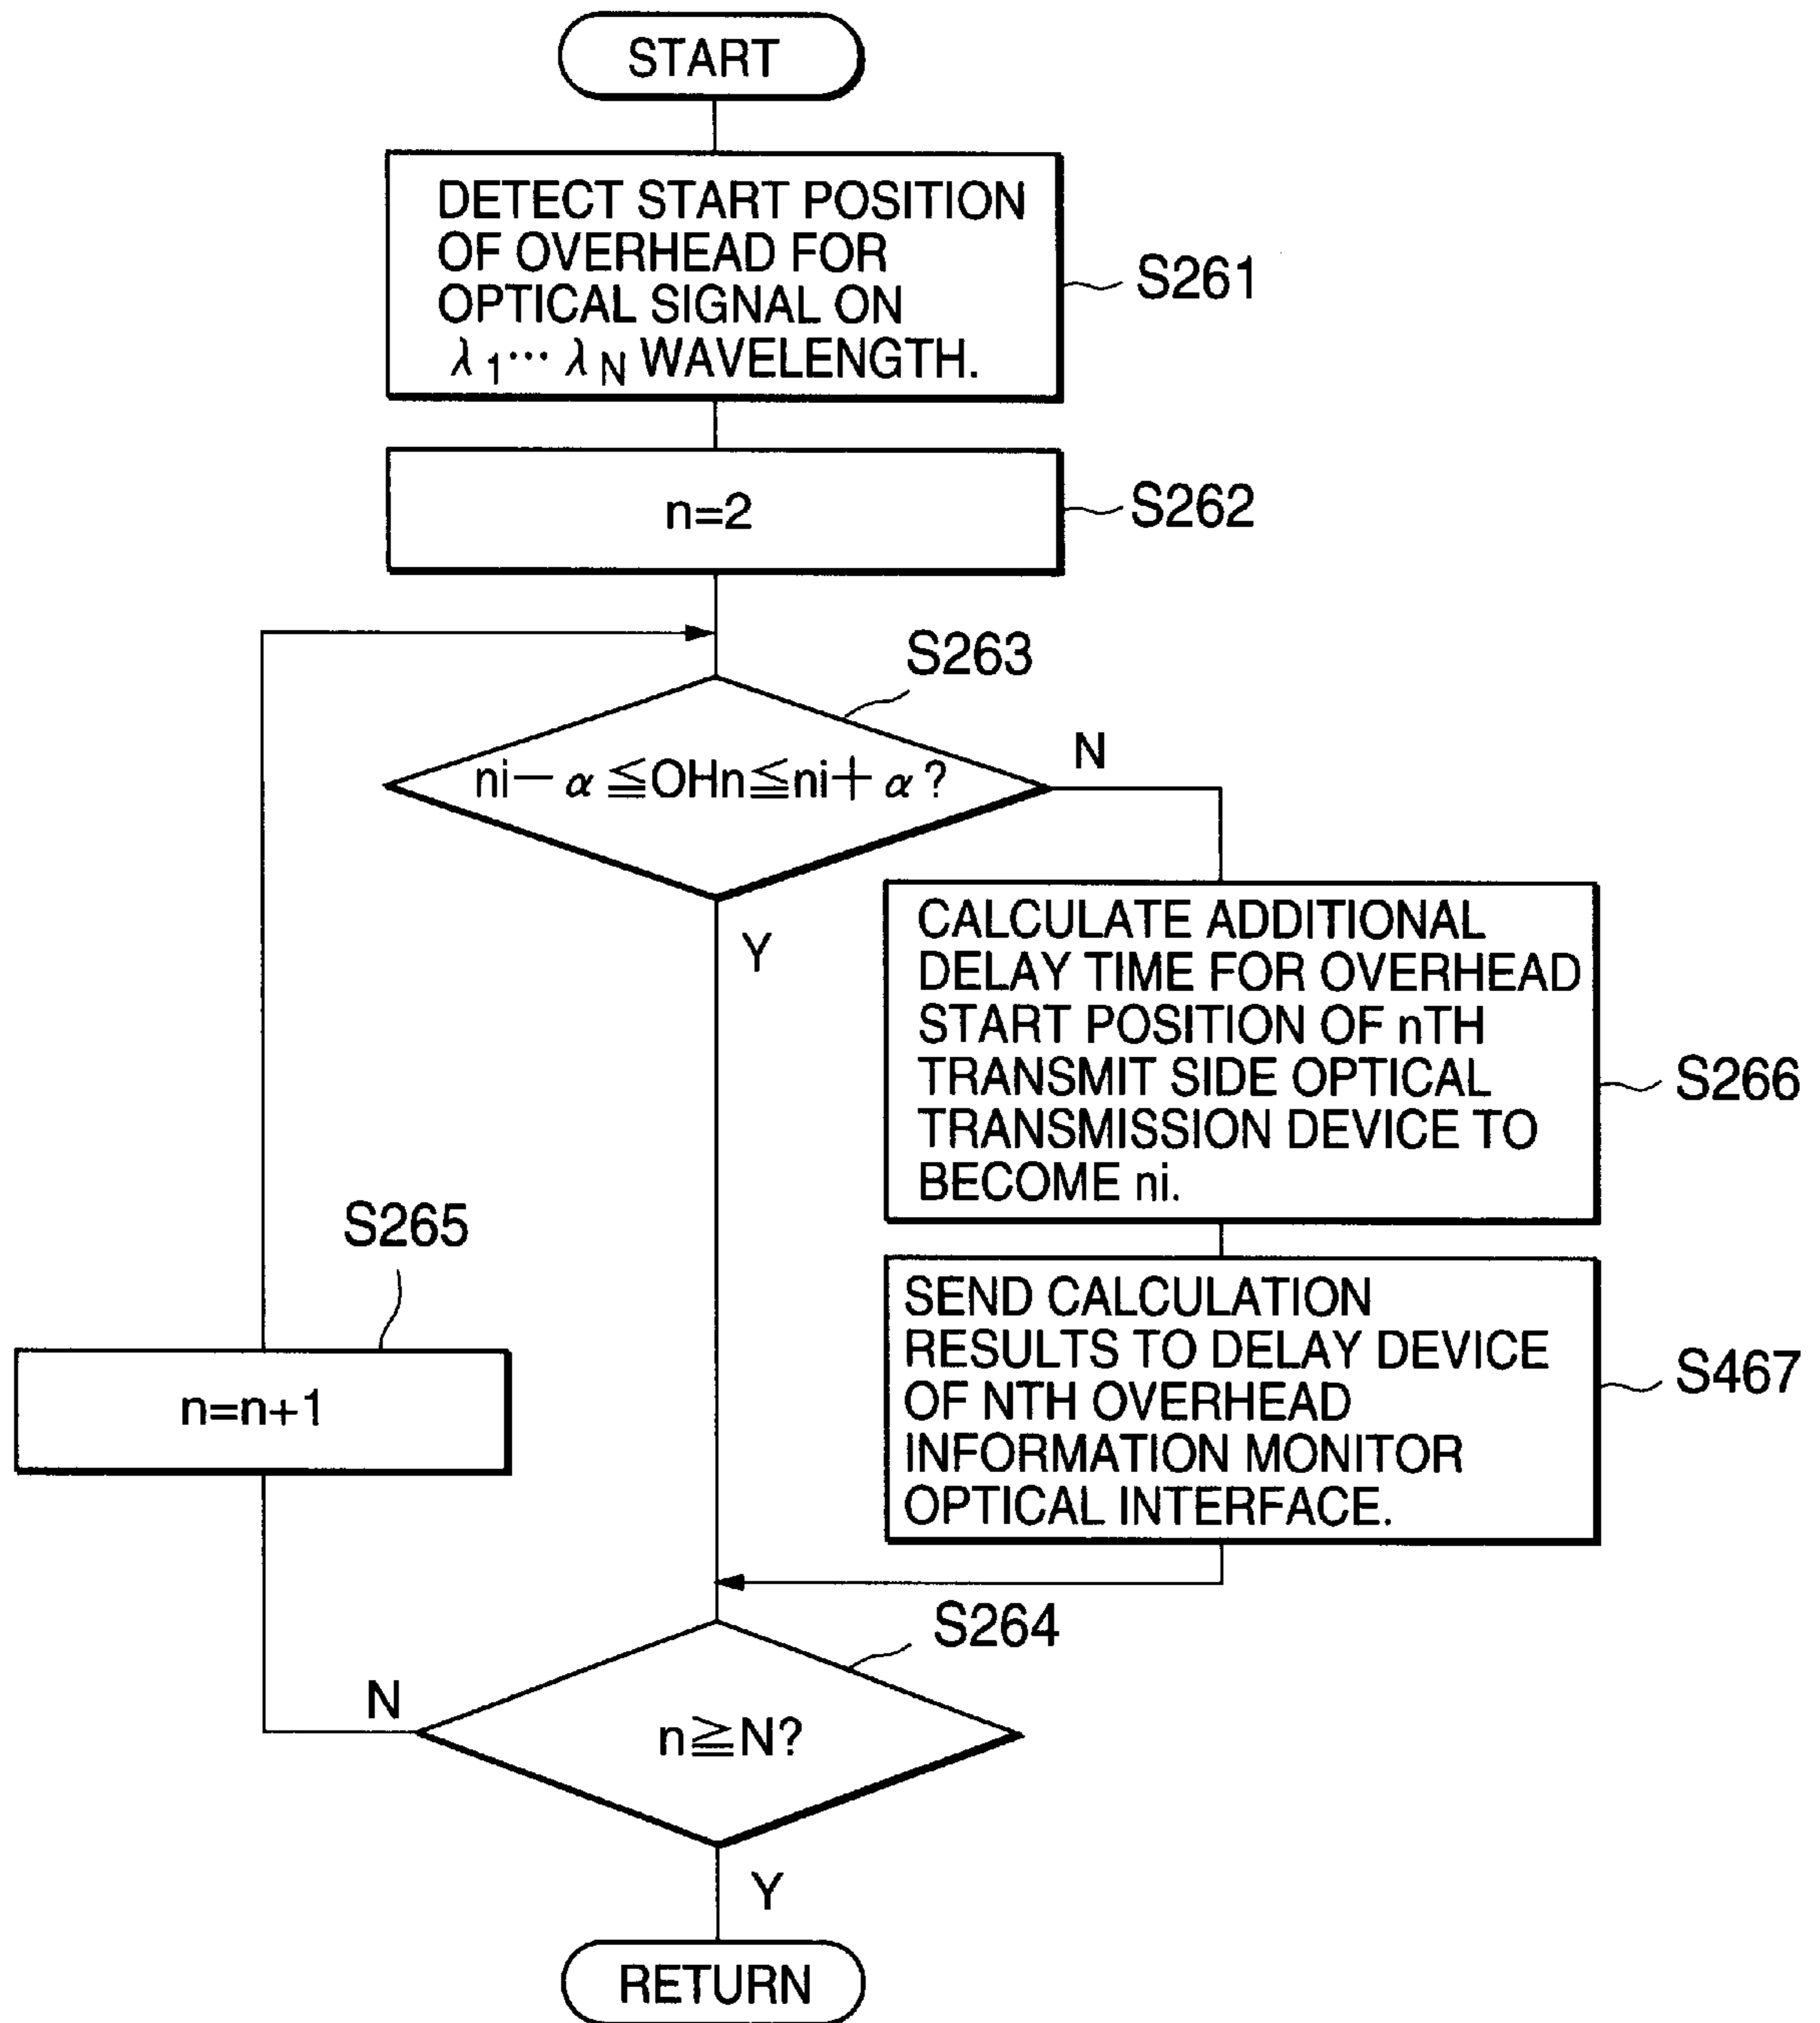 START
DETECT START POSITION
OF OVERHEAD FOR
OPTICAL SIGNAL ON
λ1⋯ λN WAVELENGTH.
S261
n=2
S262
S263
ni－α≦OHn≦ni＋α?
N
Y
CALCULATE ADDITIONAL
DELAY TIME FOR OVERHEAD
START POSITION OF nTH
TRANSMIT SIDE OPTICAL
TRANSMISSION DEVICE TO
BECOME ni.
S266
S265
n=n+1
SEND CALCULATION
RESULTS TO DELAY DEVICE
OF NTH OVERHEAD
INFORMATION MONITOR
OPTICAL INTERFACE.
S467
S264
N
n≧N?
Y
RETURN